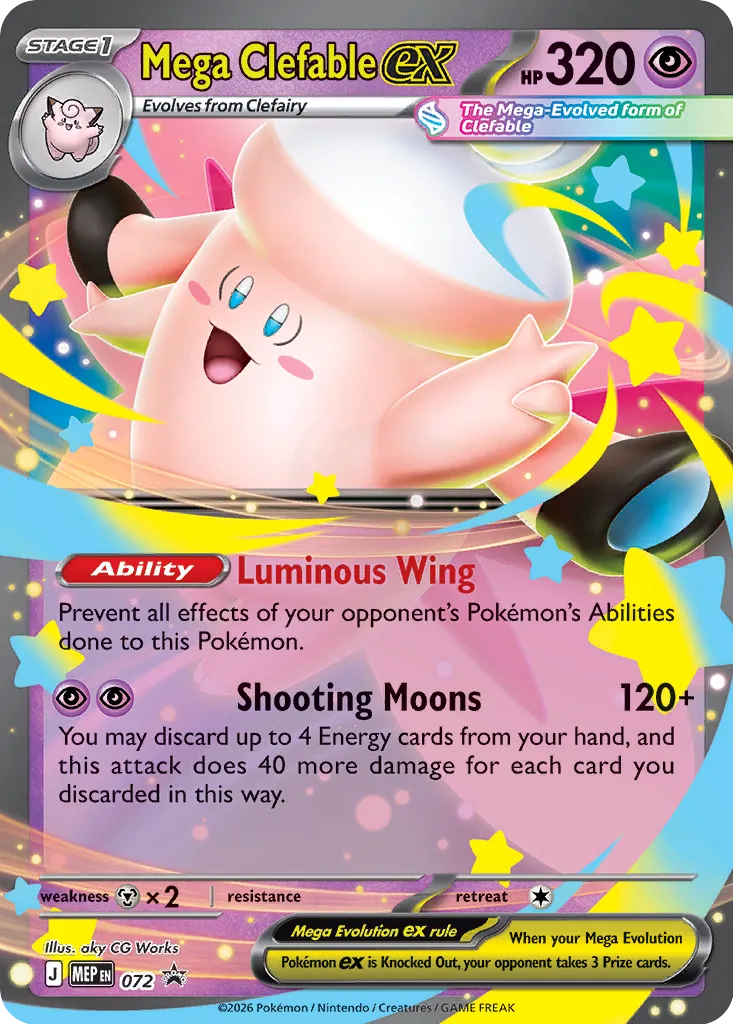 STAGE 1
Mega Clefable ex
HP 320
Evolves from Clefairy
The Mega-Evolved form of
Clefable
Ability Luminous Wing
Prevent all effects of your opponent's Pokémon's Abilities
done to this Pokémon.
Shooting Moons 120+
You may discard up to 4 Energy cards from your hand, and
this attack does 40 more damage for each card you
discarded in this way.
weakness ×2 resistance retreat
Illus. aky CG Works
Mega Evolution ex rule When your Mega Evolution
Pokémon ex is Knocked Out, your opponent takes 3 Prize cards.
J MEP EN 072
©2026 Pokémon / Nintendo / Creatures / GAME FREAK